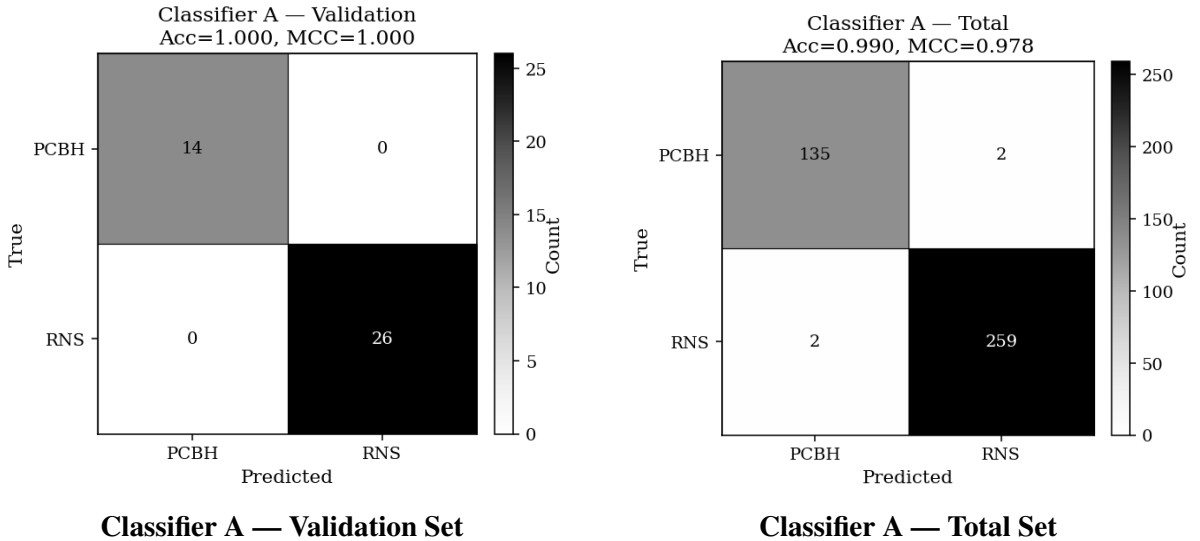 Classifier A — Validation
Acc=1.000, MCC=1.000
PCBH
RNS
True
14
0
0
26
PCBH
RNS
Predicted
25
20
15
10
5
0
Count
Classifier A — Validation Set
Classifier A — Total
Acc=0.990, MCC=0.978
PCBH
RNS
True
135
2
2
259
PCBH
RNS
Predicted
250
200
150
100
50
0
Count
Classifier A — Total Set